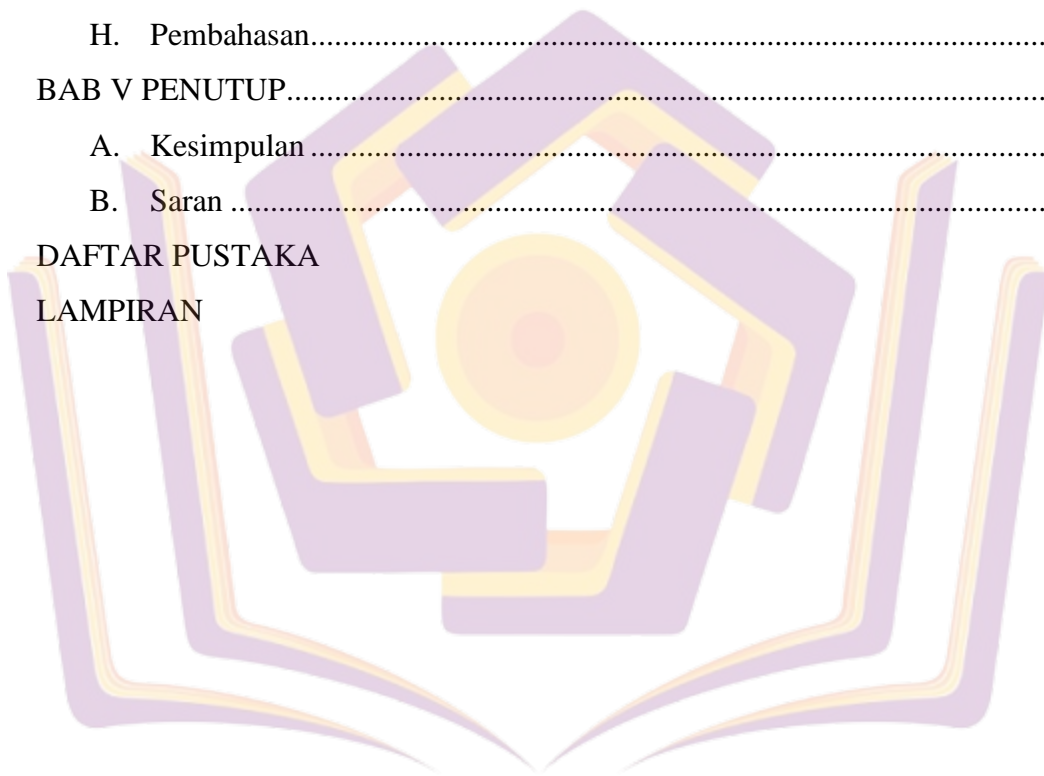 H. Pembahasan..........................................................................................
BAB V PENUTUP.............................................................................................
A. Kesimpulan ..........................................................................................
B. Saran ....................................................................................................
DAFTAR PUSTAKA
LAMPIRAN